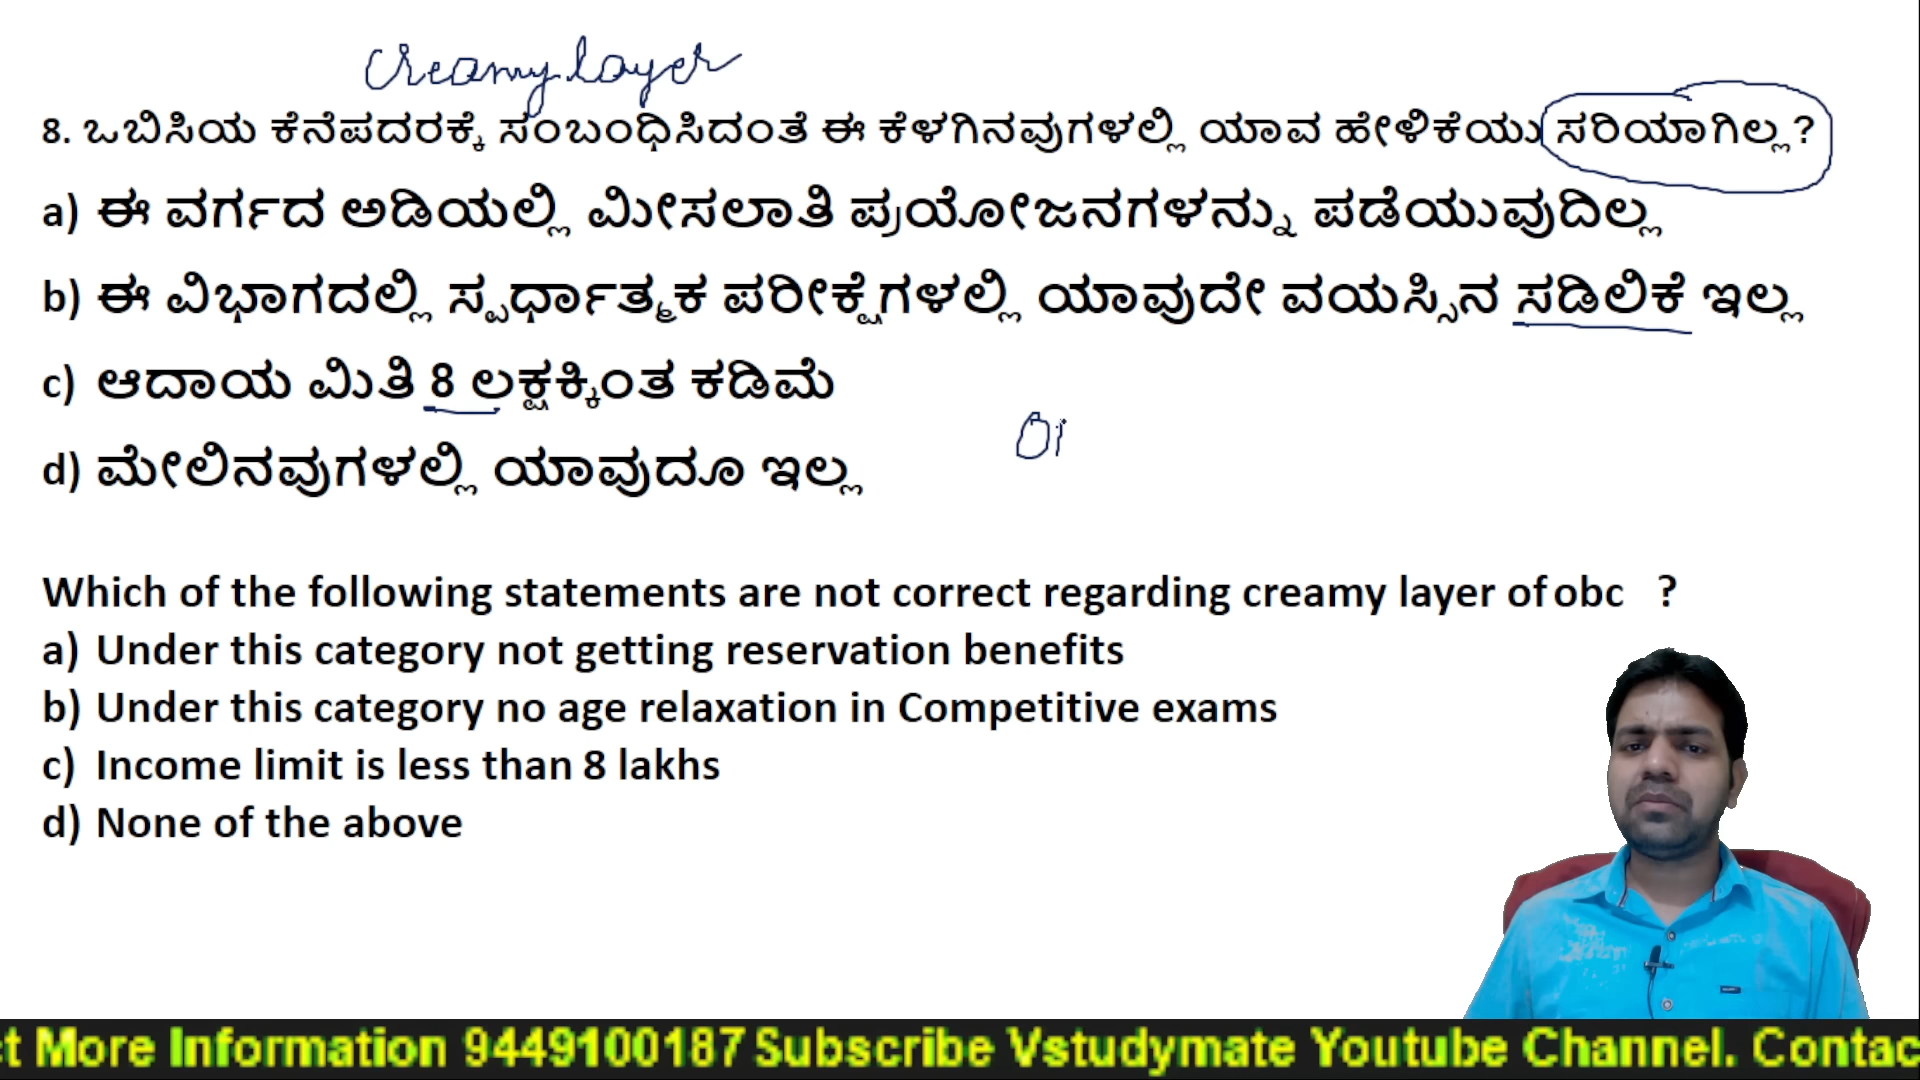 Creamy layer
8. ಒಬಿಸಿಯ ಕೆನೆಪದರಕ್ಕೆ ಸಂಬಂಧಿಸಿದಂತೆ ಈ ಕೆಳಗಿನವುಗಳಲ್ಲಿ ಯಾವ ಹೇಳಿಕೆಯು ಸರಿಯಾಗಿಲ್ಲ?
a) ಈ ವರ್ಗದ ಅಡಿಯಲ್ಲಿ ಮೀಸಲಾತಿ ಪ್ರಯೋಜನಗಳನ್ನು ಪಡೆಯುವುದಿಲ್ಲ
b) ಈ ವಿಭಾಗದಲ್ಲಿ ಸ್ಪರ್ಧಾತ್ಮಕ ಪರೀಕ್ಷೆಗಳಲ್ಲಿ ಯಾವುದೇ ವಯಸ್ಸಿನ ಸಡಿಲಿಕೆ ಇಲ್ಲ
c) ಆದಾಯ ಮಿತಿ 8 ಲಕ್ಷಕ್ಕಿಂತ ಕಡಿಮೆ
d) ಮೇಲಿನವುಗಳಲ್ಲಿ ಯಾವುದೂ ಇಲ್ಲ
Which of the following statements are not correct regarding creamy layer of obc ?
a) Under this category not getting reservation benefits
b) Under this category no age relaxation in Competitive exams
c) Income limit is less than 8 lakhs
d) None of the above
t More Information 9449100187 Subscribe Vstudymate Youtube Channel. Contac